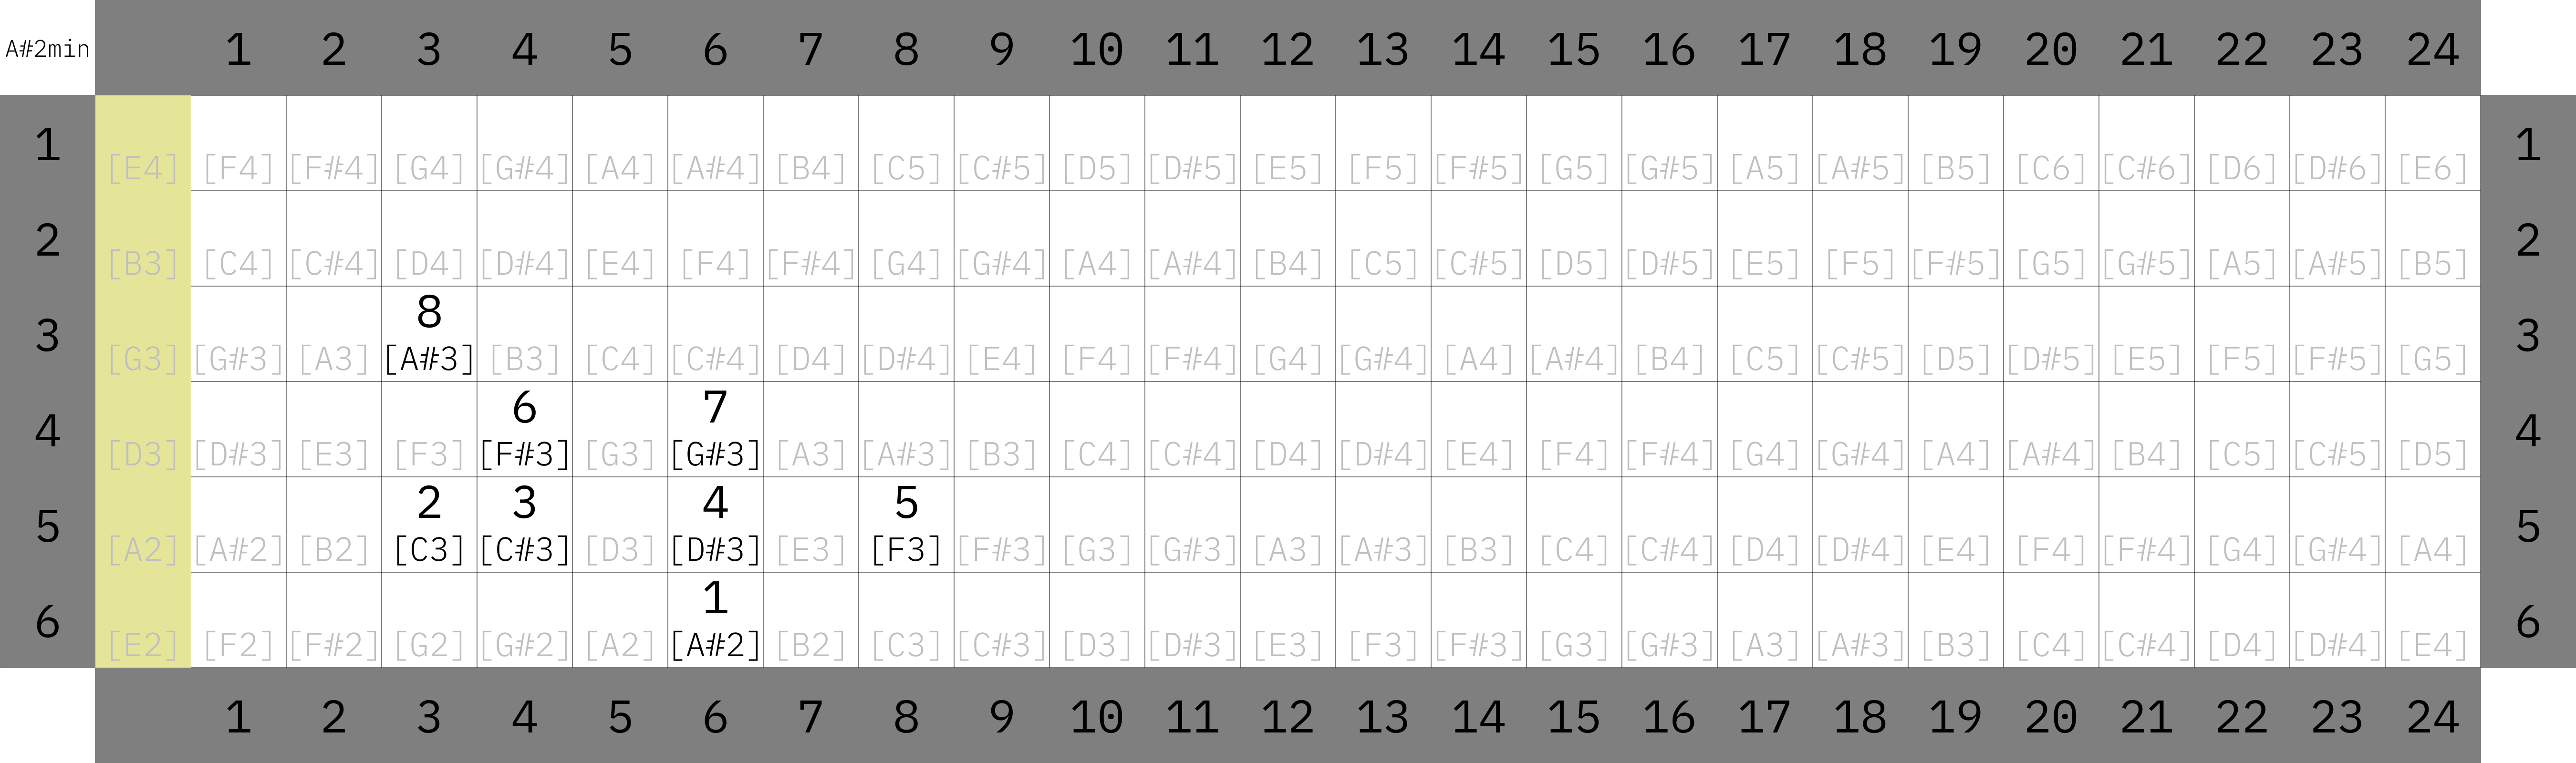 A#2min 1 2 3 4 5 6 7 8 9 10 11 12 13 14 15 16 17 18 19 20 21 22 23 24
1 [E4] [F4] [F#4] [G4] [G#4] [A4] [A#4] [B4] [C5] [C#5] [D5] [D#5] [E5] [F5] [F#5] [G5] [G#5] [A5] [A#5] [B5] [C6] [C#6] [D6] [D#6] [E6] 1
2 [B3] [C4] [C#4] [D4] [D#4] [E4] [F4] [F#4] [G4] [G#4] [A4] [A#4] [B4] [C5] [C#5] [D5] [D#5] [E5] [F5] [F#5] [G5] [G#5] [A5] [A#5] [B5] 2
8
3 [G3] [G#3] [A3] [A#3] [B3] [C4] [C#4] [D4] [D#4] [E4] [F4] [F#4] [G4] [G#4] [A4] [A#4] [B4] [C5] [C#5] [D5] [D#5] [E5] [F5] [F#5] [G5] 3
6 7
4 [D3] [D#3] [E3] [F3] [F#3] [G3] [G#3] [A3] [A#3] [B3] [C4] [C#4] [D4] [D#4] [E4] [F4] [F#4] [G4] [G#4] [A4] [A#4] [B4] [C5] [C#5] [D5] 4
2 3 4 5
5 [A2] [A#2] [B2] [C3] [C#3] [D3] [D#3] [E3] [F3] [F#3] [G3] [G#3] [A3] [A#3] [B3] [C4] [C#4] [D4] [D#4] [E4] [F4] [F#4] [G4] [G#4] [A4] 5
1
6 [E2] [F2] [F#2] [G2] [G#2] [A2] [A#2] [B2] [C3] [C#3] [D3] [D#3] [E3] [F3] [F#3] [G3] [G#3] [A3] [A#3] [B3] [C4] [C#4] [D4] [D#4] [E4] 6
1 2 3 4 5 6 7 8 9 10 11 12 13 14 15 16 17 18 19 20 21 22 23 24